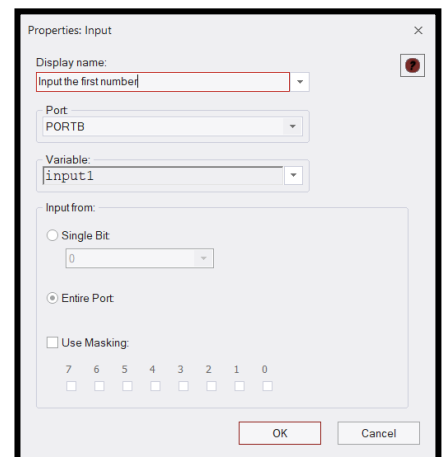 Properties: Input
Display name:
Input the first number
Port:
PORTB
Variable:
input1
Input from:
Single Bit:
0
Entire Port:
Use Masking:
7 6 5 4 3 2 1 0
OK Cancel